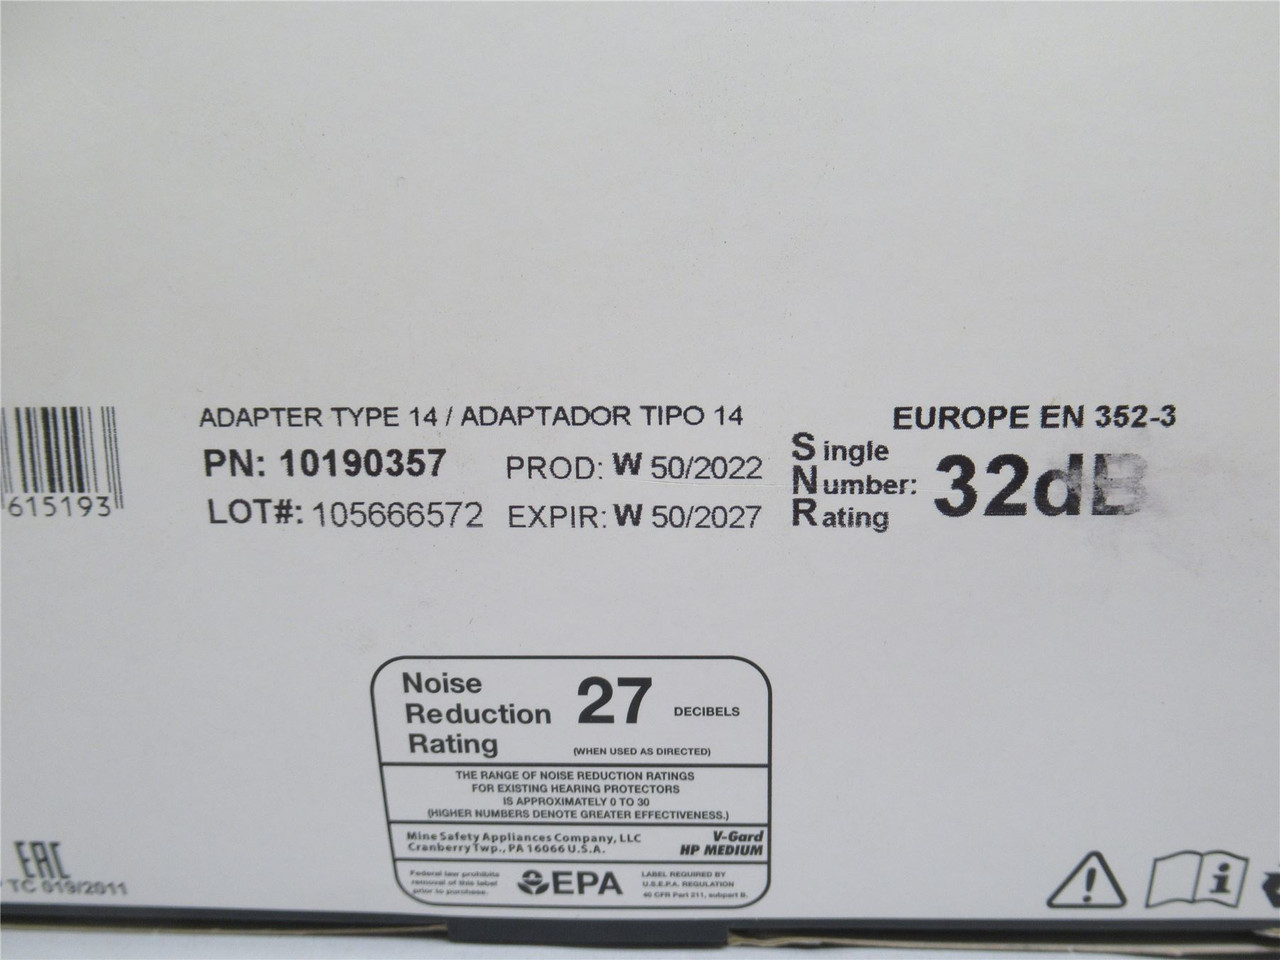 ADAPTER TYPE 14 / ADAPTADOR TIPO 14
EUROPE EN 352-3
PN: 10190357
PROD: W 50/2022
Single
Number:
Rating
32dB
615193
LOT#: 105666572
EXPIR: W 50/2027
Noise
Reduction
Rating
27 DECIBELS
(WHEN USED AS DIRECTED)
THE RANGE OF NOISE REDUCTION RATINGS
FOR EXISTING HEARING PROTECTORS
IS APPROXIMATELY 0 TO 30
(HIGHER NUMBERS DENOTE GREATER EFFECTIVENESS.)
Mine Safety Appliances Company, LLC
Cranberry Twp., PA 16066 U.S.A.
V-Gard
HP MEDIUM
Federal law prohibits
removal of this label
prior to purchase.
EPA
LABEL REQUIRED BY
U.S.E.P.A. REGULATION
40 CFR Part 211, subpart B.
EAC
TC 019/2011